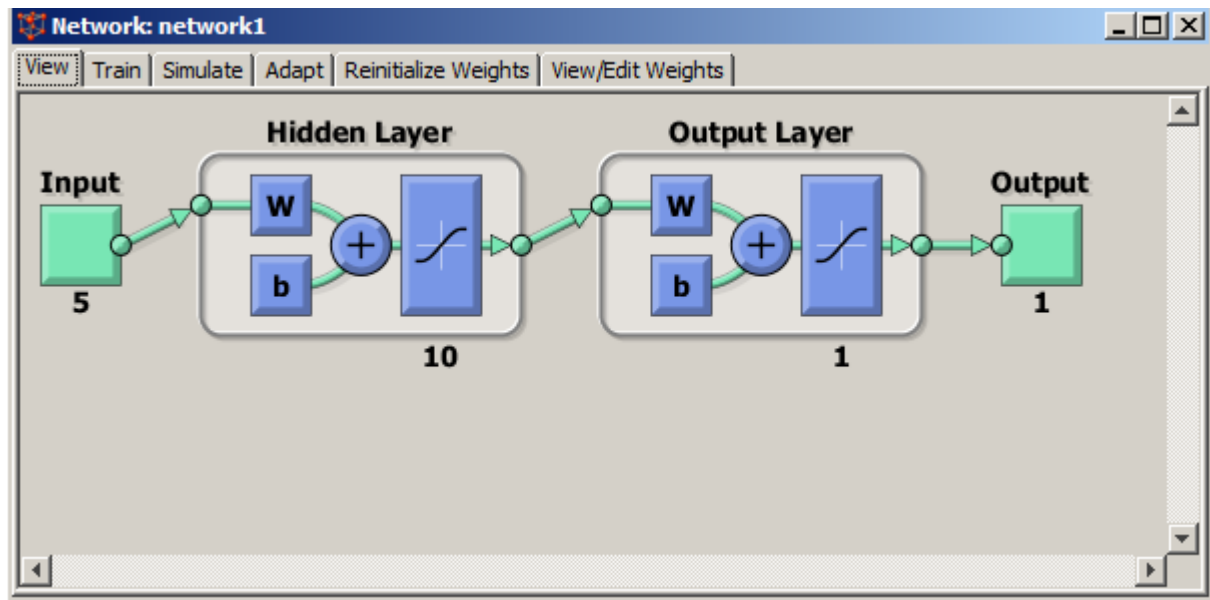 Network: network1
View Train Simulate Adapt Reinitialize Weights View/Edit Weights
Hidden Layer Output Layer
Input Output
W W
+ +
b b
5 1
10 1